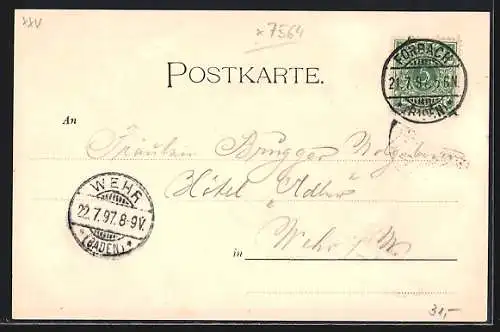 XXV
*7564
POSTKARTE.
FORBACH
21.7.97. 5-6N.
* (BADEN) *
An
Fräulein Brugger
Hôtel "Adler"
in Wehr i/W.
WEHR
22.7.97. 8-9V.
* (BADEN) *
31,-